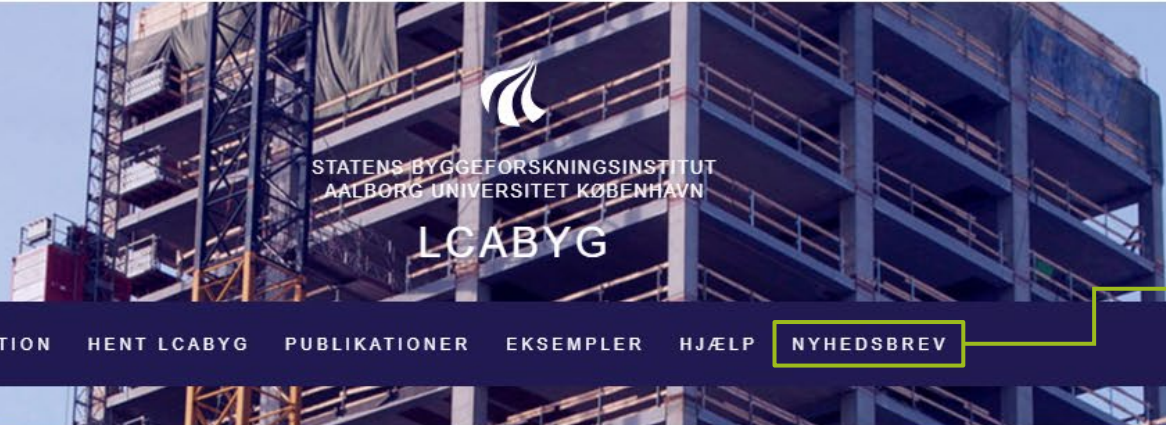 STATENS BYGGEFORSKNINGSINSTITUT
AALBORG UNIVERSITET KØBENHAVN
LCABYG
TION HENT LCABYG PUBLIKATIONER EKSEMPLER HJÆLP NYHEDSBREV